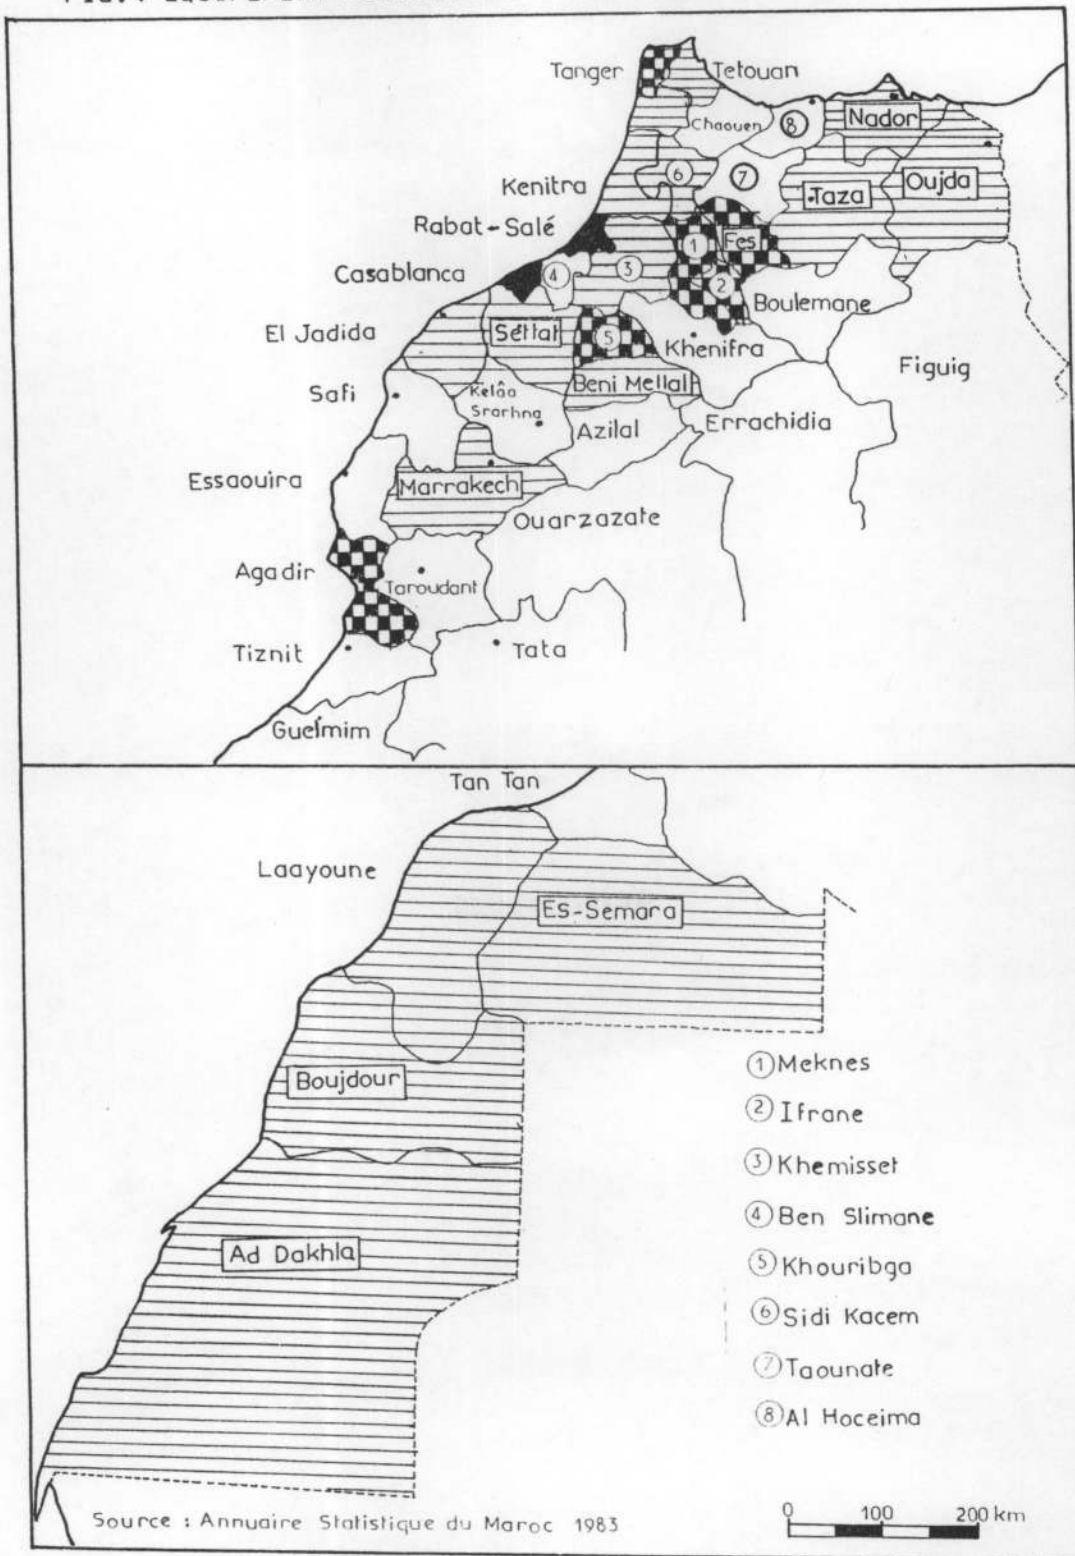 Tanger
Tetouan
Chaouen
8
Nador
Kenitra
6
7
Taza
Oujda
Rabat-Salé
1
Fes
Casablanca
4
3
2
Boulemane
El Jadida
Settat
5
Khenifra
Figuig
Safi
Kelâa
Srarhna
Beni Mellal
Azilal
Errachidia
Essaouira
Marrakech
Ouarzazate
Agadir
Taroudant
Tiznit
Tata
Guelmim
Tan Tan
Laayoune
Es-Semara
Boujdour
Ad Dakhla
1 Meknes
2 Ifrane
3 Khemisset
4 Ben Slimane
5 Khouribga
6 Sidi Kacem
7 Taounate
8 Al Hoceima
Source : Annuaire Statistique du Maroc 1983
0 100 200 km